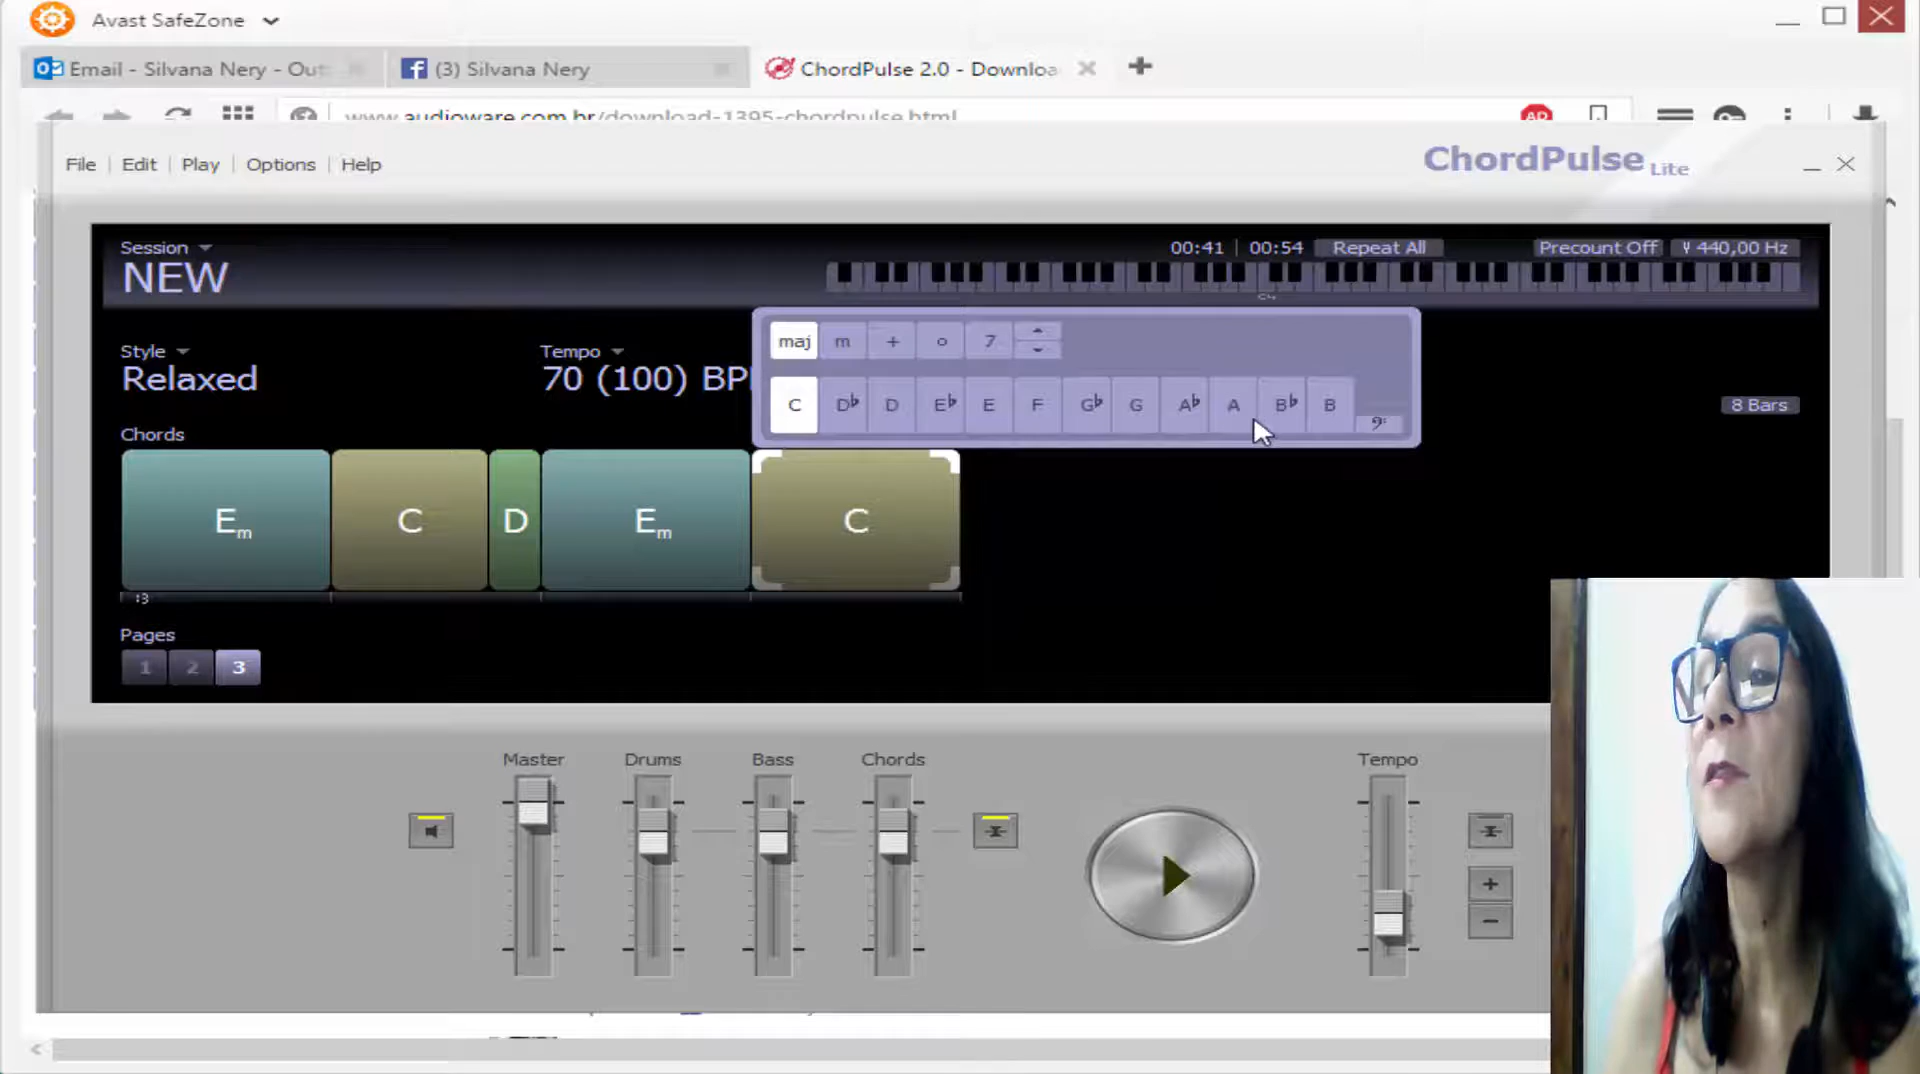 Avast SafeZone
Email - Silvana Nery - Out
(3) Silvana Nery
ChordPulse 2.0 - Downloa
www.audioware.com.br/download-1395-chordpulse.html
File | Edit | Play | Options | Help
ChordPulse Lite
Session
00:41 | 00:54 Repeat All Precount Off 440,00 Hz
NEW
C4
maj m + o 7
Style
Tempo
Relaxed
70 (100) BP
C D♭ D E♭ E F G♭ G A♭ A B♭ B
8 Bars
Chords
Em C D Em C
:3
Pages
1 2 3
Master Drums Bass Chords Tempo
+
−